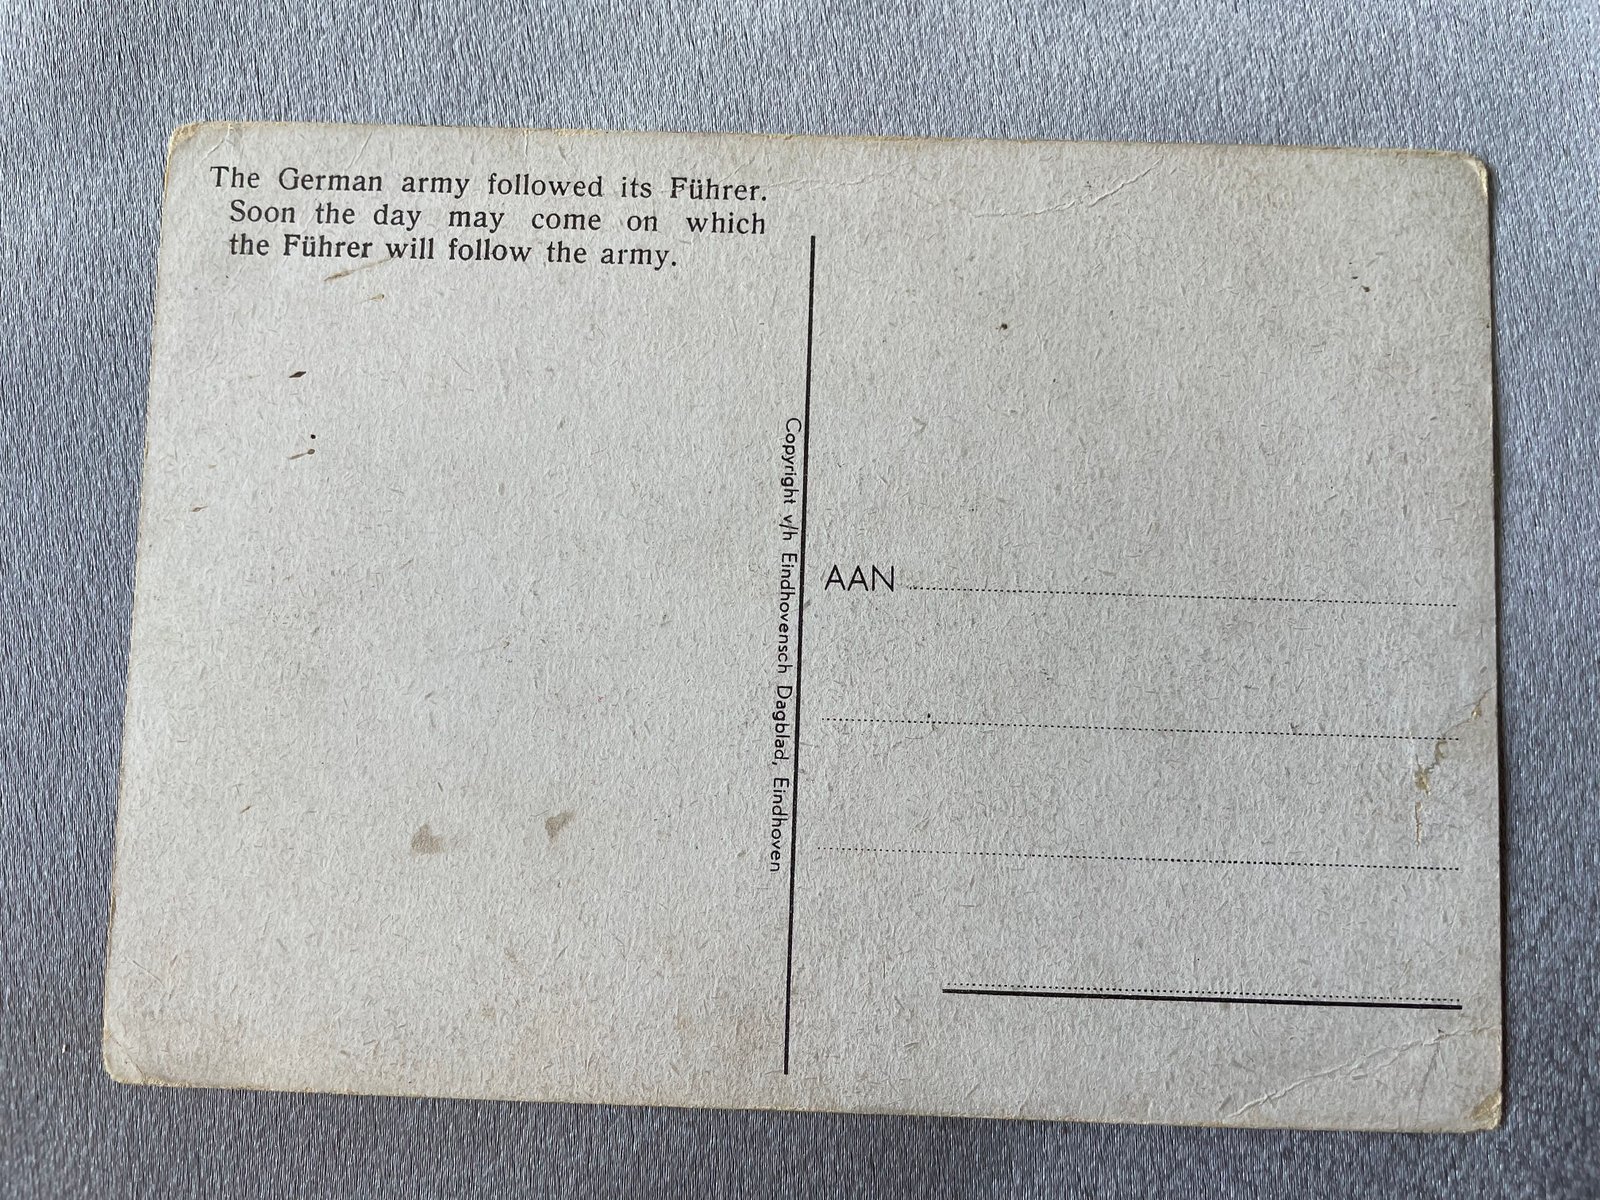 The German army followed its Führer.
Soon the day may come on which
the Führer will follow the army.
Copyright v/h Eindhovensch Dagblad, Eindhoven
AAN